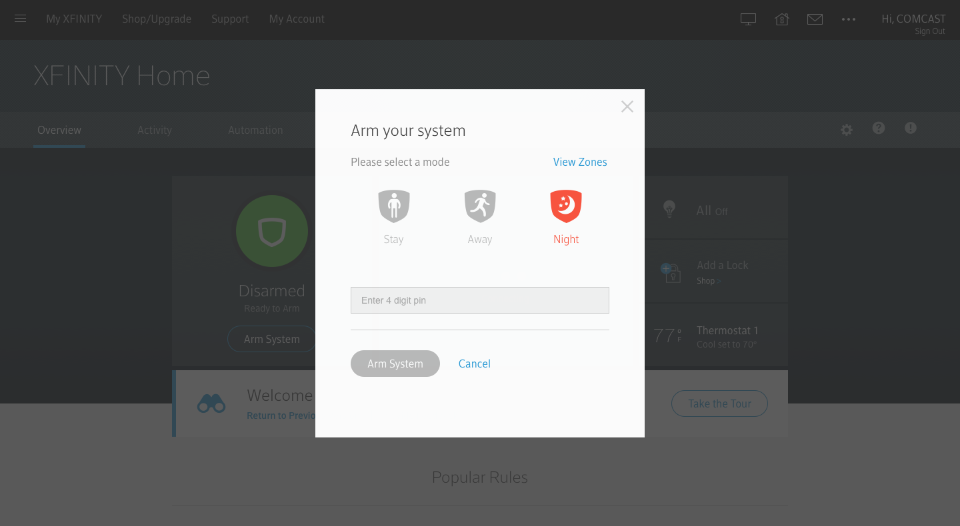 My XFINITY Shop/Upgrade Support My Account
Hi, COMCAST
Sign Out
XFINITY Home
Overview Activity Automation
Arm your system
Please select a mode View Zones
Stay Away Night
Enter 4 digit pin
Arm System Cancel
Disarmed
Ready to Arm
Arm System
All
Add a Lock
Shop >
77°
Thermostat 1
Cool set to 70°
Welcome
Return to Previo
Take the Tour
Popular Rules